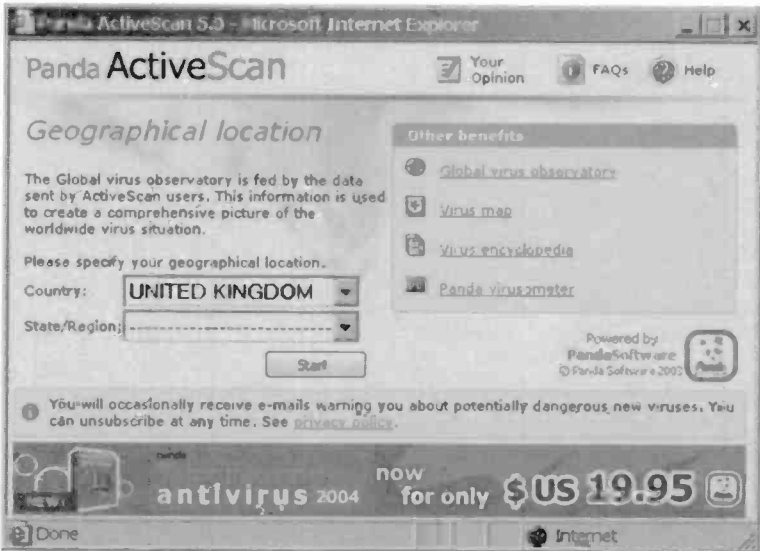 Panda ActiveScan 5.0 - Microsoft Internet Explorer
Panda ActiveScan
Your Opinion
FAQs
Help
Geographical location
The Global virus observatory is fed by the data
sent by ActiveScan users. This information is used
to create a comprehensive picture of the
worldwide virus situation.
Please specify your geographical location.
Country: UNITED KINGDOM
State/Region: --------------------
Start
Other benefits
Global virus observatory
Virus map
Virus encyclopedia
Panda virusometer
Powered by
PandaSoftware
© Panda Software 2003
You will occasionally receive e-mails warning you about potentially dangerous new viruses. You
can unsubscribe at any time. See privacy policy.
panda
antivirus 2004
now
for only $US 19.95
Done
Internet